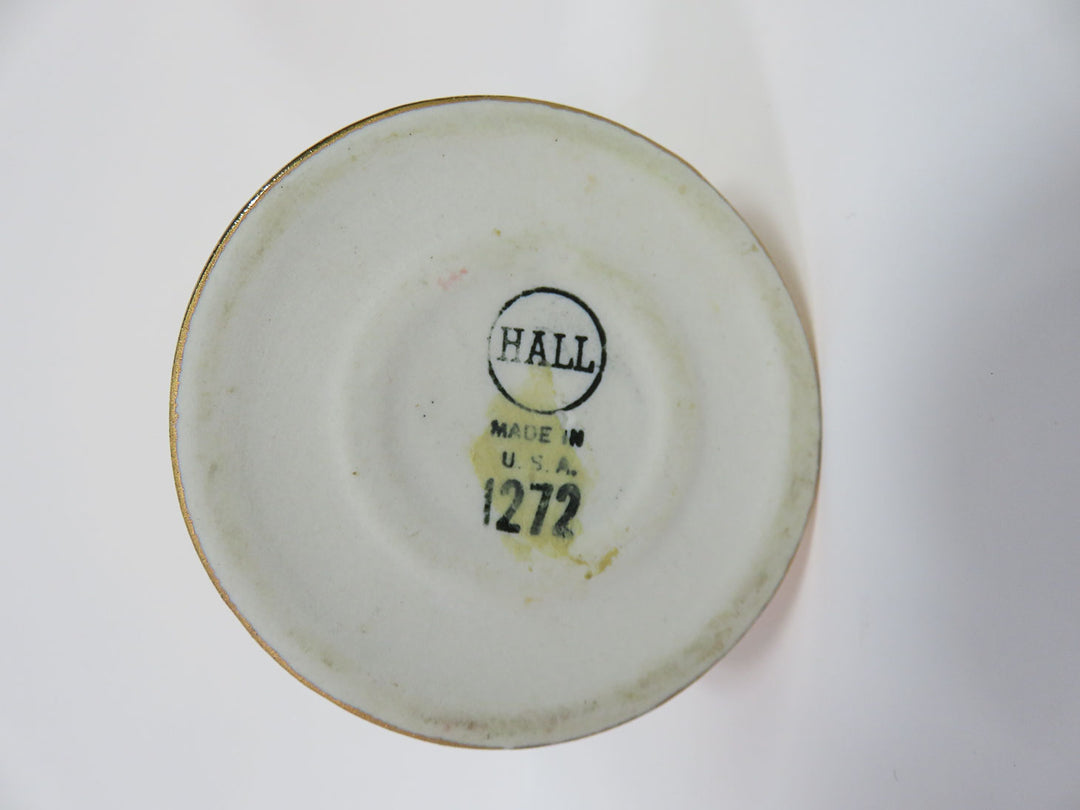 HALL
MADE IN
U. S. A.
1272